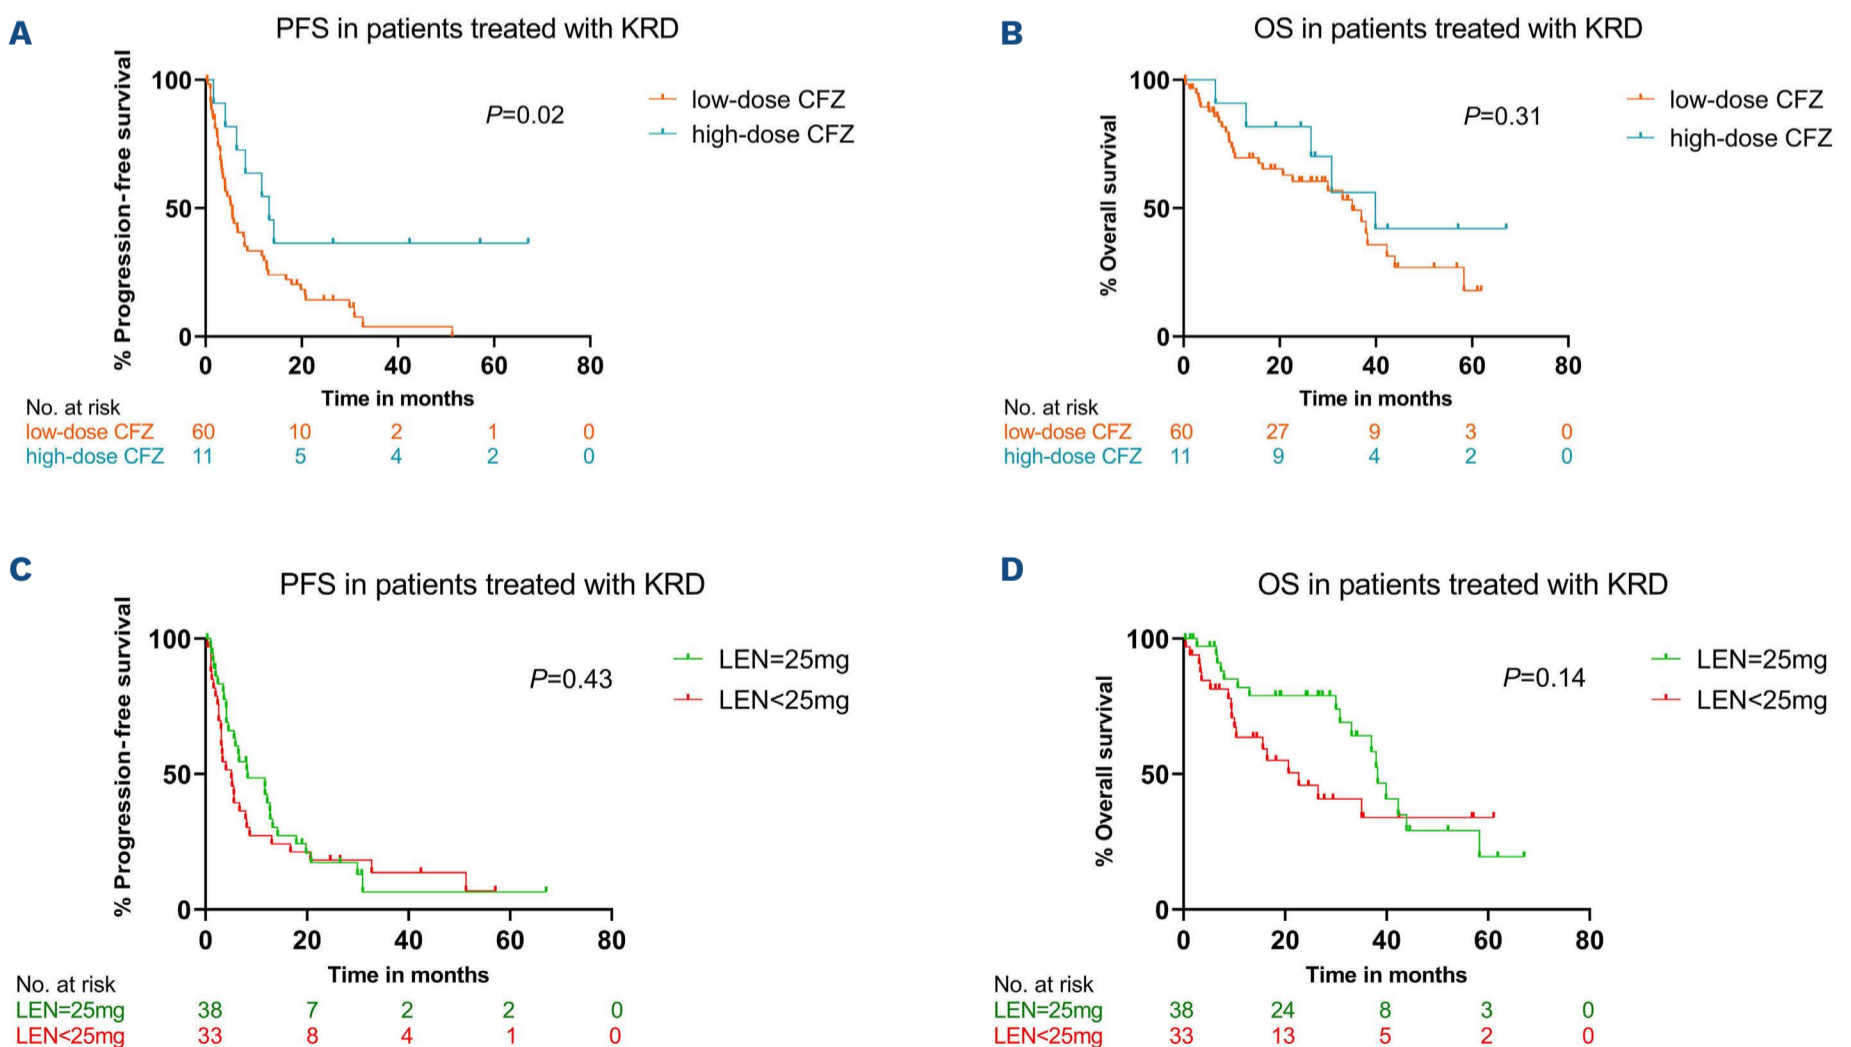 A
PFS in patients treated with KRD
% Progression-free survival
100
50
0
P=0.02
low-dose CFZ
high-dose CFZ
0 20 40 60 80
Time in months
No. at risk
low-dose CFZ 60 10 2 1 0
high-dose CFZ 11 5 4 2 0
B
OS in patients treated with KRD
% Overall survival
100
50
0
P=0.31
low-dose CFZ
high-dose CFZ
0 20 40 60 80
Time in months
No. at risk
low-dose CFZ 60 27 9 3 0
high-dose CFZ 11 9 4 2 0
C
PFS in patients treated with KRD
% Progression-free survival
100
50
0
P=0.43
LEN=25mg
LEN<25mg
0 20 40 60 80
Time in months
No. at risk
LEN=25mg 38 7 2 2 0
LEN<25mg 33 8 4 1 0
D
OS in patients treated with KRD
% Overall survival
100
50
0
P=0.14
LEN=25mg
LEN<25mg
0 20 40 60 80
Time in months
No. at risk
LEN=25mg 38 24 8 3 0
LEN<25mg 33 13 5 2 0